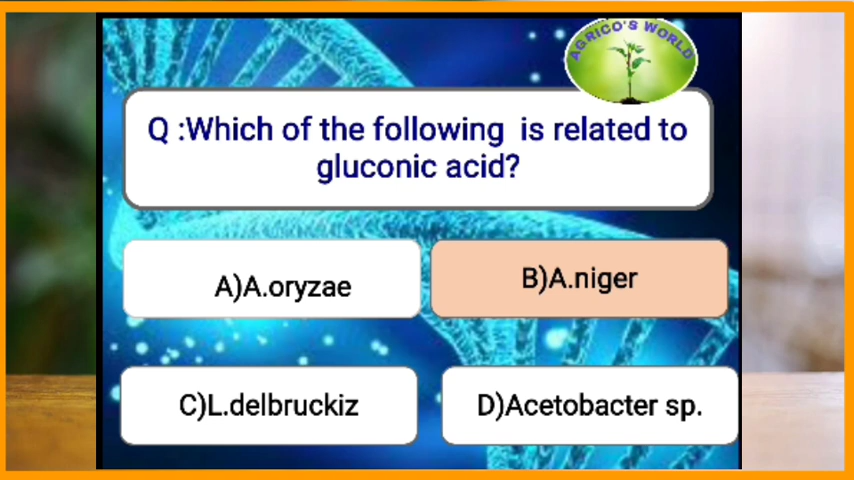 AGRICO'S WORLD
Q :Which of the following is related to
gluconic acid?
A)A.oryzae
B)A.niger
C)L.delbruckiz
D)Acetobacter sp.